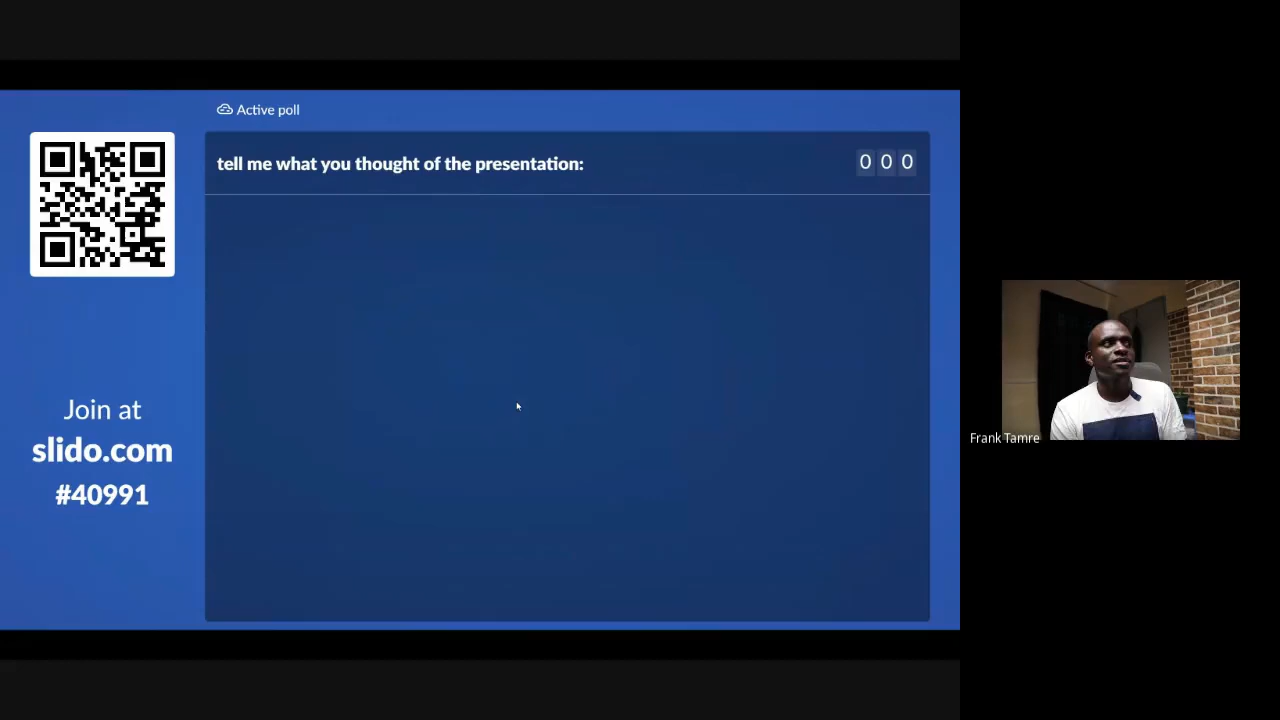 Active poll
tell me what you thought of the presentation:
0 0 0
Join at
slido.com
#40991
Frank Tamre